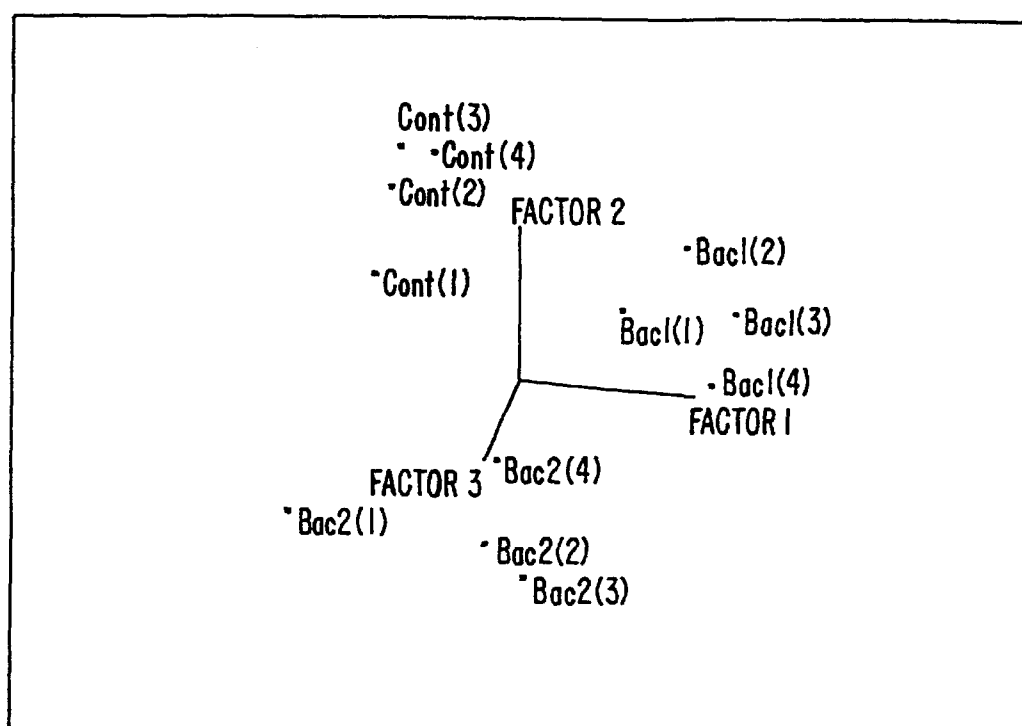 Cont(3)
Cont(4)
Cont(2)
FACTOR 2
Bac1(2)
Cont(1)
Bac1(1)
Bac1(3)
Bac1(4)
FACTOR 1
Bac2(4)
FACTOR 3
Bac2(1)
Bac2(2)
Bac2(3)